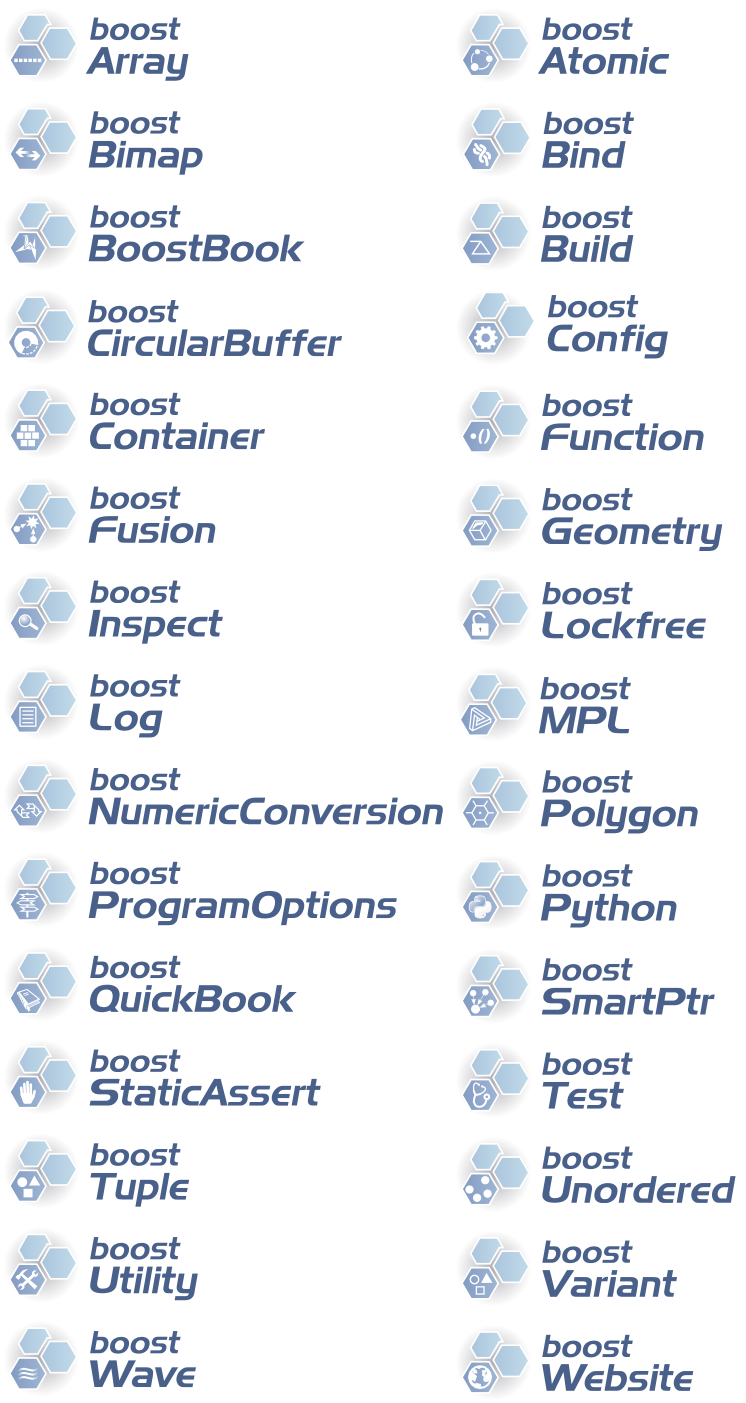 boost
Array
boost
Atomic
boost
Bimap
boost
Bind
boost
BoostBook
boost
Build
boost
CircularBuffer
boost
Config
boost
Container
boost
Function
boost
Fusion
boost
Geometry
boost
Inspect
boost
Lockfree
boost
Log
boost
MPL
boost
NumericConversion
boost
Polygon
boost
ProgramOptions
boost
Python
boost
QuickBook
boost
SmartPtr
boost
StaticAssert
boost
Test
boost
Tuple
boost
Unordered
boost
Utility
boost
Variant
boost
Wave
boost
Website